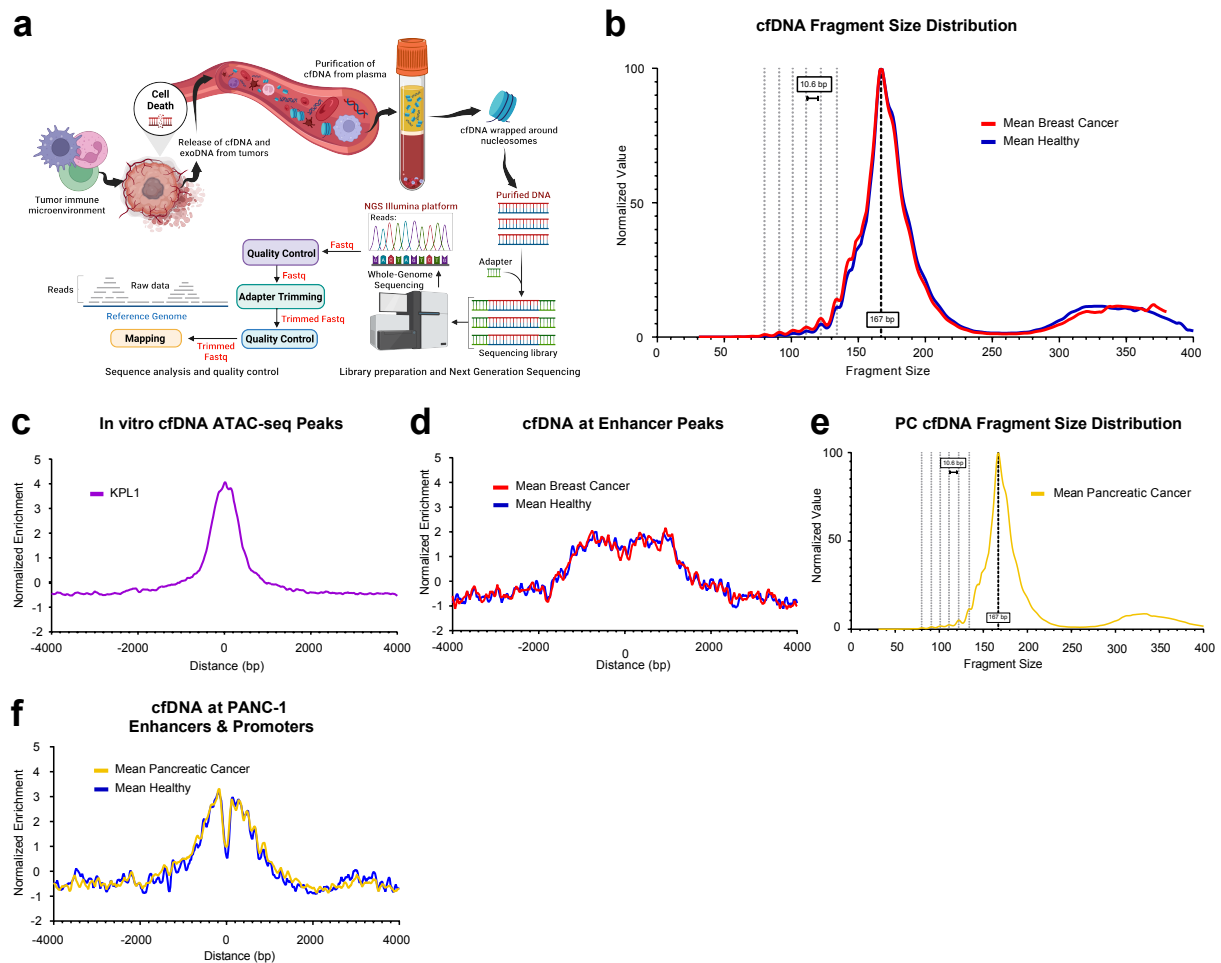 a
Cell
Death
Purification of
cfDNA from plasma
Release of cfDNA and
exoDNA from tumors
cfDNA wrapped around
nucleosomes
Tumor immune
microenvironment
Purified DNA
NGS Illumina platform
Reads:
Quality Control
Fastq
Whole-Genome
Sequencing
Adapter
Fastq
Reads
Raw data
Adapter Trimming
Reference Genome
Trimmed Fastq
Mapping
Trimmed
Fastq
Quality Control
Sequencing library
Sequence analysis and quality control
Library preparation and Next Generation Sequencing
b
cfDNA Fragment Size Distribution
Normalized Value
100
50
0
10.6 bp
Mean Breast Cancer
Mean Healthy
167 bp
0 50 100 150 200 250 300 350 400
Fragment Size
c
In vitro cfDNA ATAC-seq Peaks
Normalized Enrichment
5
4
3
2
1
0
-1
-2
KPL1
-4000 -2000 0 2000 4000
Distance (bp)
d
cfDNA at Enhancer Peaks
Normalized Enrichment
5
4
3
2
1
0
-1
-2
Mean Breast Cancer
Mean Healthy
-4000 -2000 0 2000 4000
Distance (bp)
e
PC cfDNA Fragment Size Distribution
Normalized Value
100
50
0
10.6 bp
Mean Pancreatic Cancer
167 bp
0 50 100 150 200 250 300 350 400
Fragment Size
f
cfDNA at PANC-1
Enhancers & Promoters
Normalized Enrichment
5
4
3
2
1
0
-1
-2
Mean Pancreatic Cancer
Mean Healthy
-4000 -2000 0 2000 4000
Distance (bp)